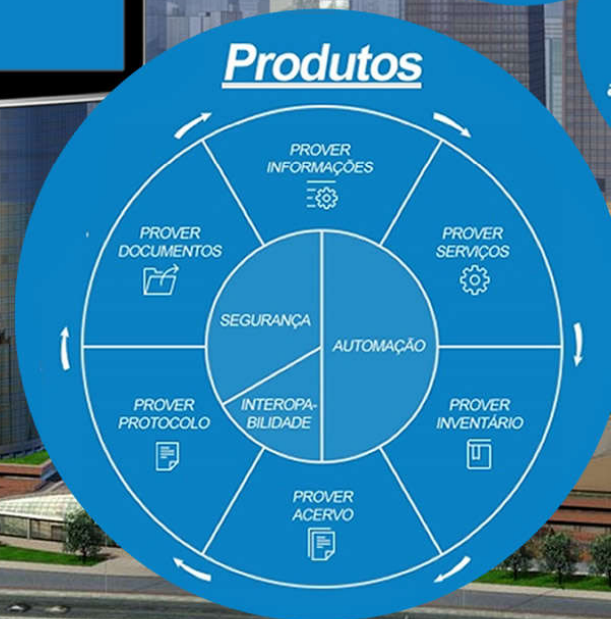 Produtos
PROVER
INFORMAÇÕES
PROVER
SERVIÇOS
PROVER
INVENTÁRIO
PROVER
ACERVO
PROVER
PROTOCOLO
PROVER
DOCUMENTOS
SEGURANÇA
AUTOMAÇÃO
INTEROPA-
BILIDADE